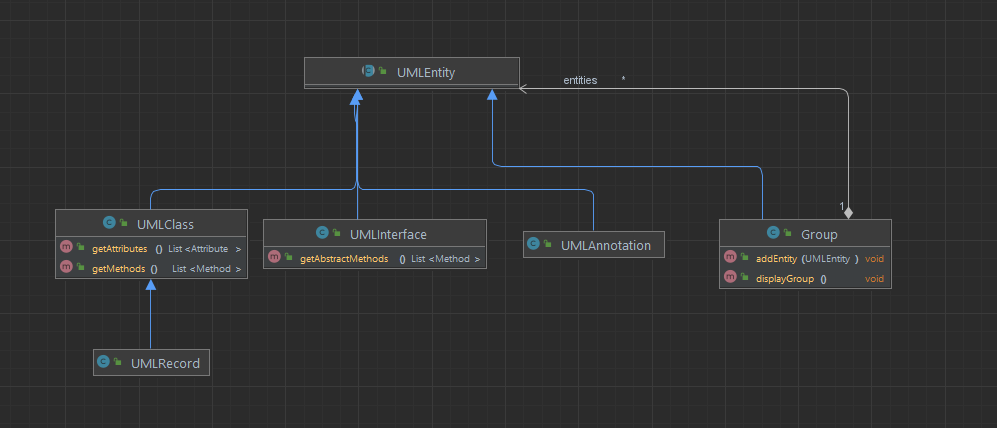 UMLEntity
entities *
1
UMLClass
getAttributes () List <Attribute >
getMethods () List <Method >
UMLInterface
getAbstractMethods () List <Method >
UMLAnnotation
Group
addEntity (UMLEntity ) void
displayGroup () void
UMLRecord